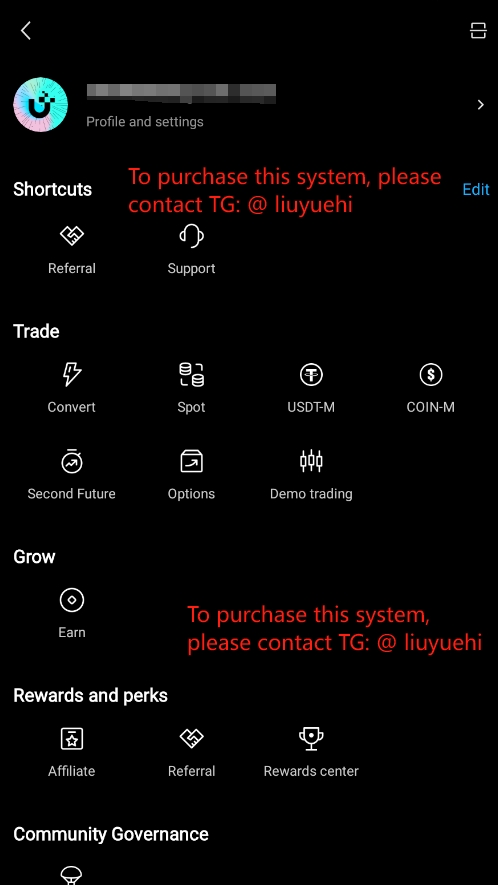 Profile and settings
Shortcuts
To purchase this system, please
contact TG: @ liuyuehi
Edit
Referral Support
Trade
Convert Spot USDT-M COIN-M
Second Future Options Demo trading
Grow
Earn
To purchase this system,
please contact TG: @ liuyuehi
Rewards and perks
Affiliate Referral Rewards center
Community Governance